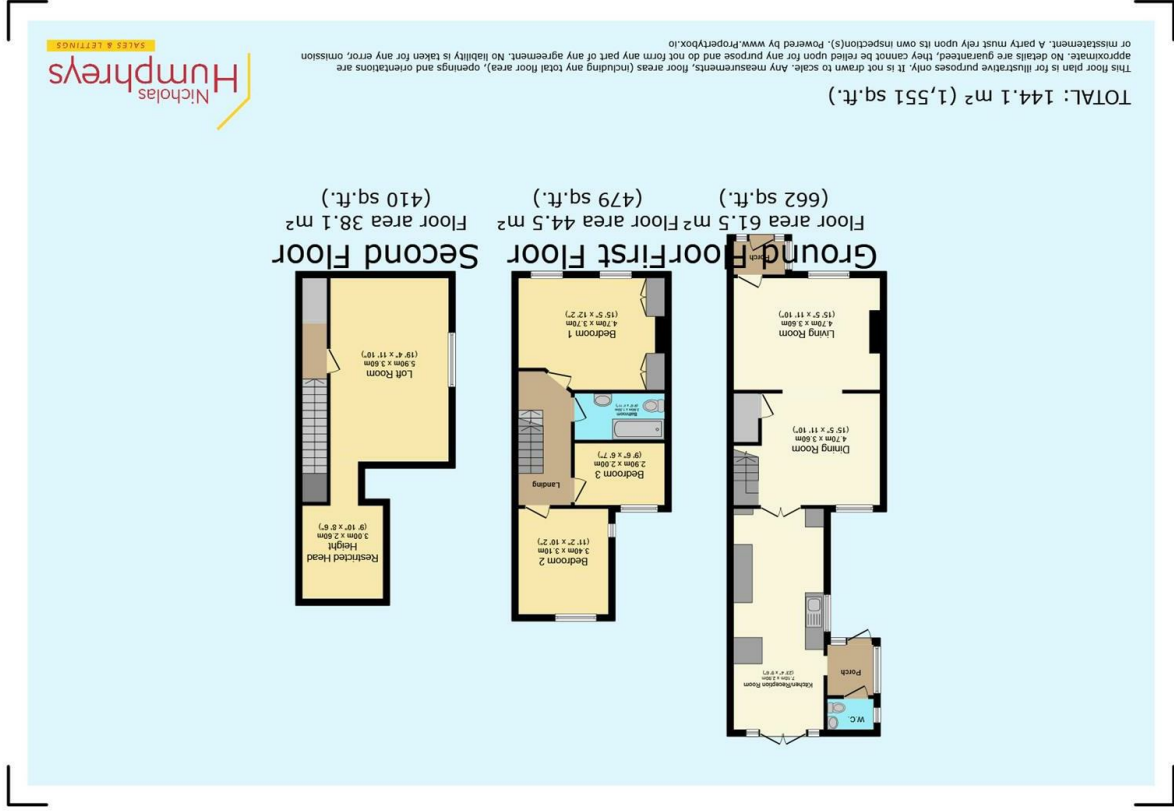 W.C.
Porch
Kitchen/Reception Room
Dining Room
4.70m x 3.60m
(15' 5" x 11' 10")
Living Room
4.70m x 3.60m
(15' 5" x 11' 10")
Porch
Ground Floor
Floor area 61.5 m²
(662 sq.ft.)
Bedroom 2
3.40m x 3.10m
(11' 2" x 10' 2")
Landing
Bedroom 3
2.90m x 2.00m
(9' 6" x 6' 7")
Bathroom
Bedroom 1
4.70m x 3.70m
(15' 5" x 12' 2")
First Floor
Floor area 44.5 m²
(479 sq.ft.)
Restricted Head
Height
3.00m x 2.60m
(9' 10" x 8' 6")
Loft Room
5.90m x 3.60m
(19' 4" x 11' 10")
Second Floor
Floor area 38.1 m²
(410 sq.ft.)
TOTAL: 144.1 m² (1,551 sq.ft.)
This floor plan is for illustrative purposes only. It is not drawn to scale. Any measurements, floor areas (including any total floor area), openings and orientations are
approximate. No details are guaranteed, they cannot be relied upon for any purpose and do not form any part of any agreement. No liability is taken for any error, omission
or misstatement. A party must rely upon its own inspection(s). Powered by www.Propertybox.io
Nicholas
Humphreys
SALES & LETTINGS